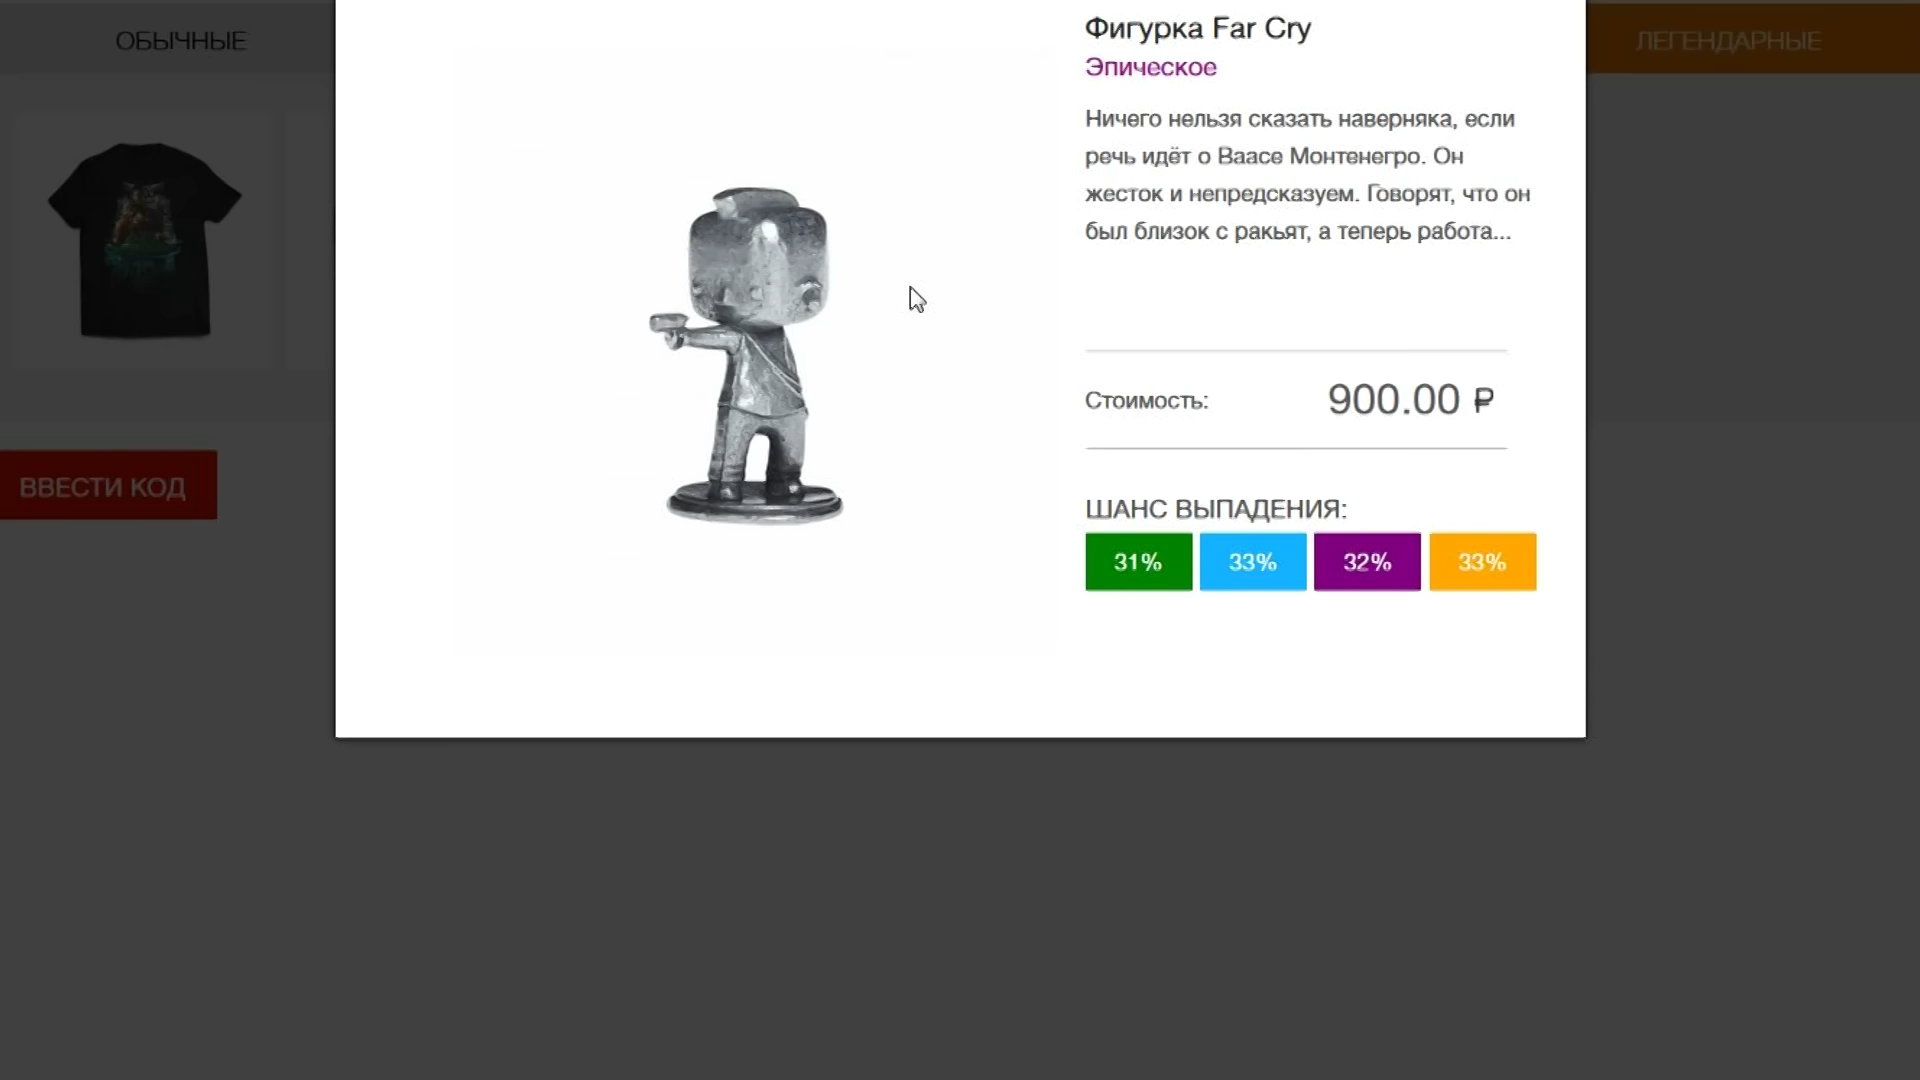 ОБЫЧНЫЕ
ЛЕГЕНДАРНЫЕ
Фигурка Far Cry
Эпическое
Ничего нельзя сказать наверняка, если
речь идёт о Ваасе Монтенегро. Он
жесток и непредсказуем. Говорят, что он
был близок с ракьят, а теперь работа...
Стоимость: 900.00 ₽
ВВЕСТИ КОД
ШАНС ВЫПАДЕНИЯ:
31% 33% 32% 33%